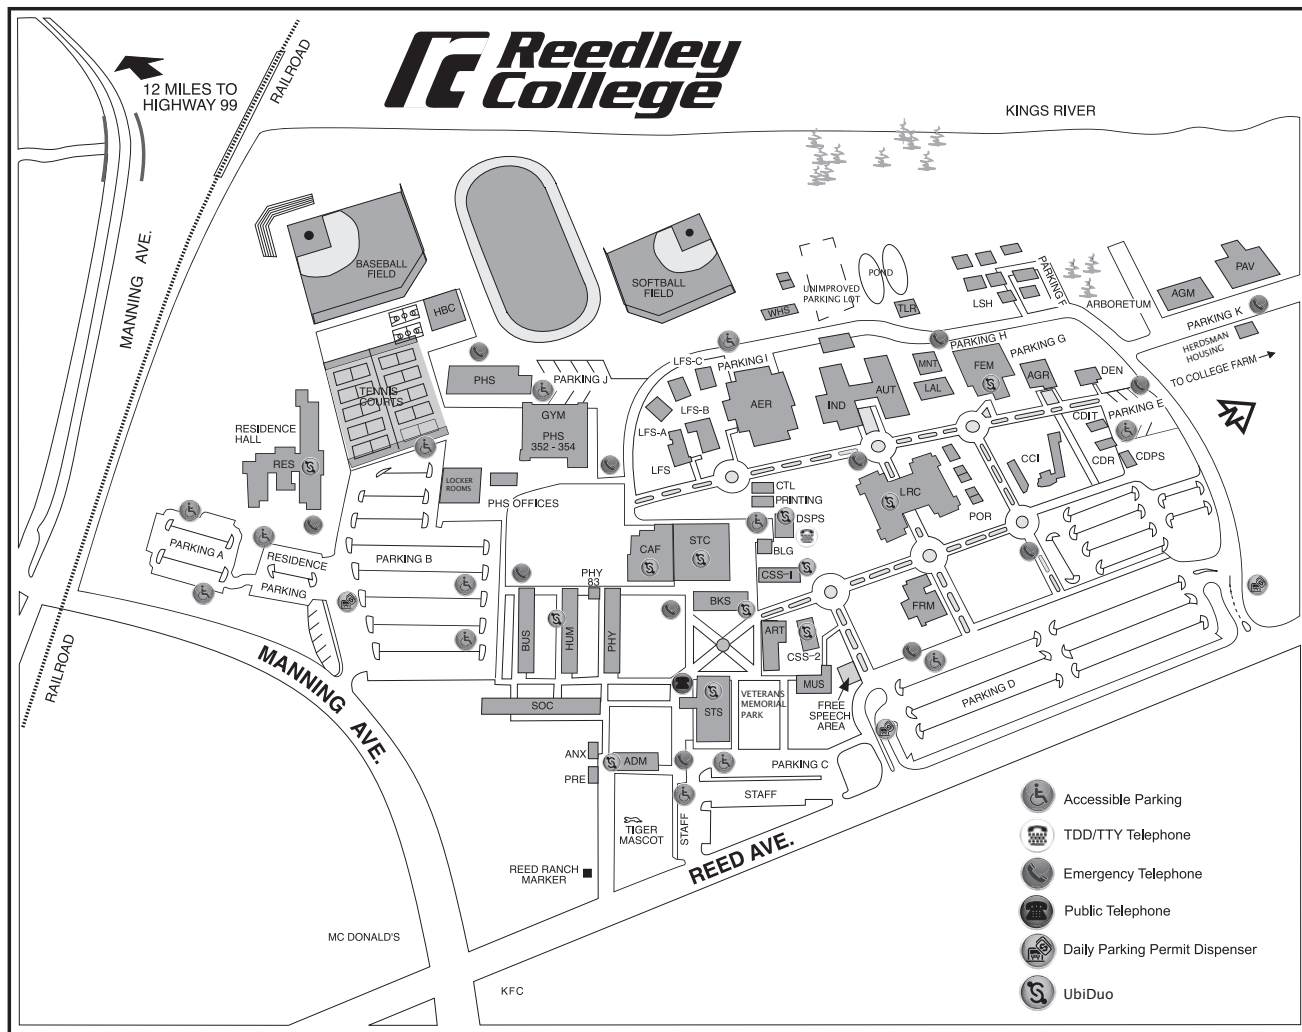 Reedley
College
12 MILES TO
HIGHWAY 99
RAILROAD
KINGS RIVER
MANNING AVE.
BASEBALL
FIELD
SOFTBALL
FIELD
HBC
UNIMPROVED
PARKING LOT
POND
WHS
TLR
LSH
PARKING F
ARBORETUM
AGM
PAV
PARKING K
HERDSMAN
HOUSING
TO COLLEGE FARM
TENNIS
COURTS
PHS
PARKING J
GYM
PHS
352 - 354
LFS-C
PARKING I
LFS-B
LFS-A
LFS
AER
IND
AUT
MNT
LAL
PARKING H
FEM
PARKING G
AGR
DEN
CDIT
PARKING E
CDR
CDPS
CCI
RESIDENCE
HALL
RES
LOCKER
ROOMS
PHS OFFICES
CTL
PRINTING
DSPS
LRC
POR
PARKING A
RESIDENCE
PARKING
PARKING B
CAF
STC
BLG
CSS-I
PHY
83
BKS
FRM
BUS
HUM
PHY
ART
CSS-2
MUS
SOC
STS
VETERANS
MEMORIAL
PARK
FREE
SPEECH
AREA
PARKING D
RAILROAD
MANNING AVE.
ANX
PRE
ADM
PARKING C
STAFF
STAFF
TIGER
MASCOT
REED AVE.
REED RANCH
MARKER
MC DONALD'S
KFC
Accessible Parking
TDD/TTY Telephone
Emergency Telephone
Public Telephone
Daily Parking Permit Dispenser
UbiDuo